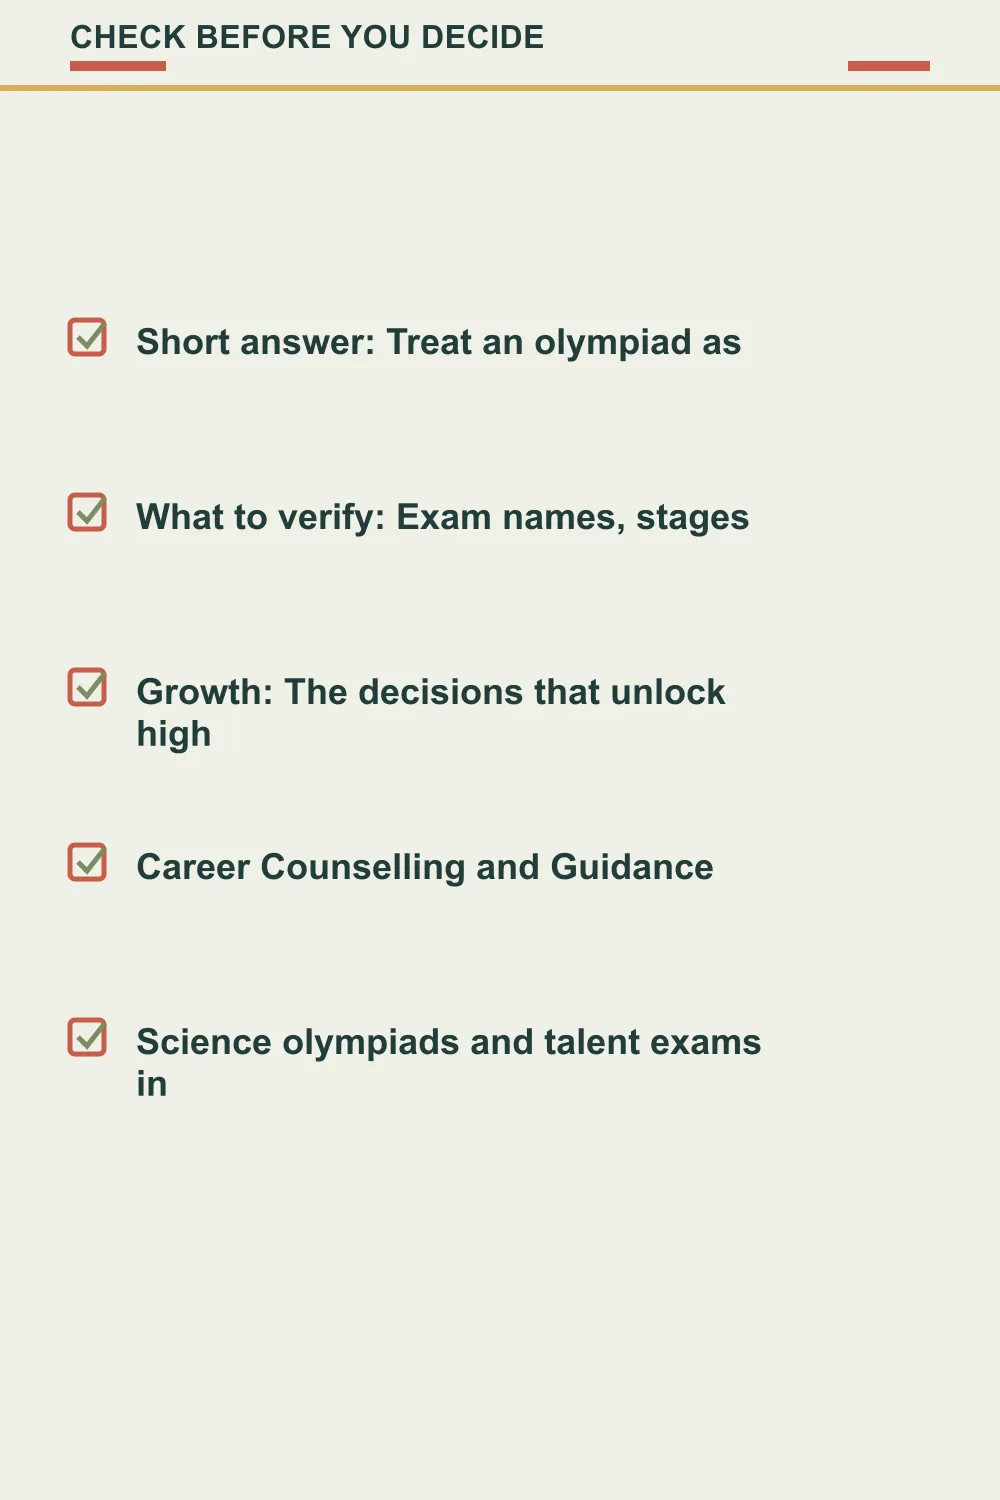 CHECK BEFORE YOU DECIDE
Short answer: Treat an olympiad as
What to verify: Exam names, stages
Growth: The decisions that unlock
high
Career Counselling and Guidance
Science olympiads and talent exams
in